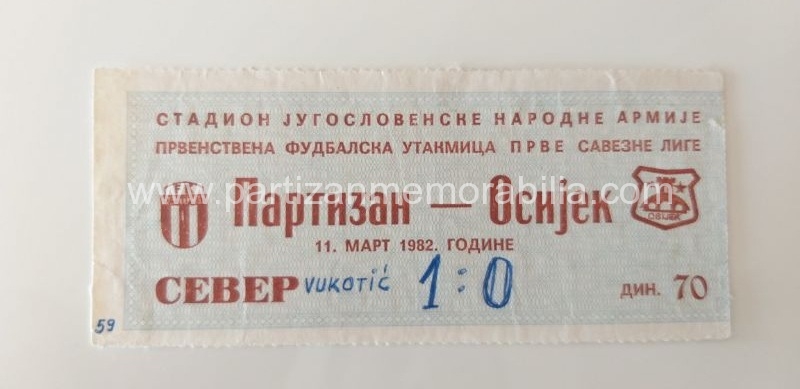 СТАДИОН ЈУГОСЛОВЕНСКЕ НАРОДНЕ АРМИЈЕ
ПРВЕНСТВЕНА ФУДБАЛСКА УТАКМИЦА ПРВЕ САВЕЗНЕ ЛИГЕ
www.partizanmemorabilia.com
Партизан — Осијек
ОСИЈЕК
11. МАРТ 1982. ГОДИНЕ
СЕВЕР vukotić 1:0 ДИН. 70
59